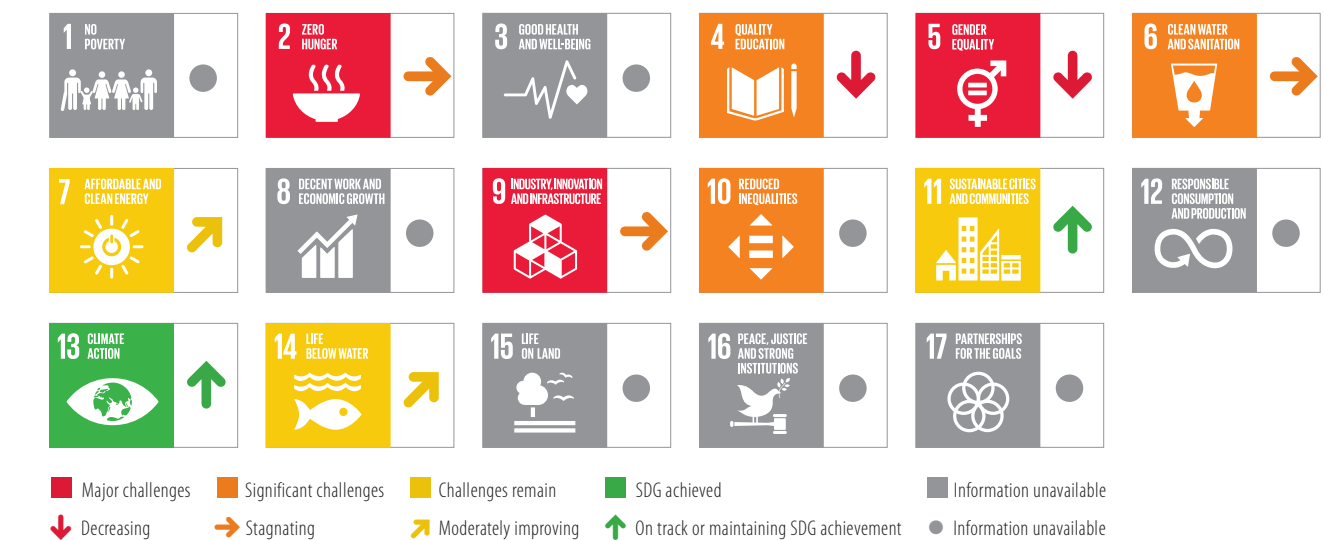 1 NO
POVERTY
2 ZERO
HUNGER
3 GOOD HEALTH
AND WELL-BEING
4 QUALITY
EDUCATION
5 GENDER
EQUALITY
6 CLEAN WATER
AND SANITATION
7 AFFORDABLE AND
CLEAN ENERGY
8 DECENT WORK AND
ECONOMIC GROWTH
9 INDUSTRY, INNOVATION
AND INFRASTRUCTURE
10 REDUCED
INEQUALITIES
11 SUSTAINABLE CITIES
AND COMMUNITIES
12 RESPONSIBLE
CONSUMPTION
AND PRODUCTION
13 CLIMATE
ACTION
14 LIFE
BELOW WATER
15 LIFE
ON LAND
16 PEACE, JUSTICE
AND STRONG
INSTITUTIONS
17 PARTNERSHIPS
FOR THE GOALS
Major challenges
Significant challenges
Challenges remain
SDG achieved
Information unavailable
Decreasing
Stagnating
Moderately improving
On track or maintaining SDG achievement
Information unavailable